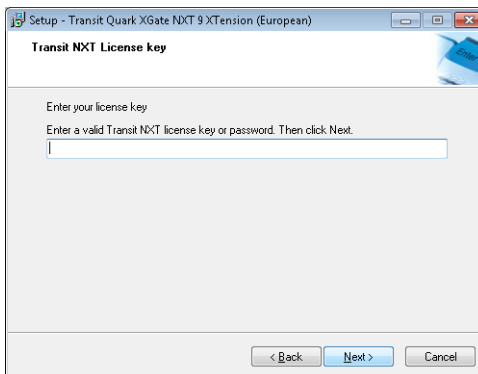 Setup - Transit Quark XGate NXT 9 XTension (European)
Transit NXT License key
Enter
Enter your license key
Enter a valid Transit NXT license key or password. Then click Next.
< Back
Next >
Cancel